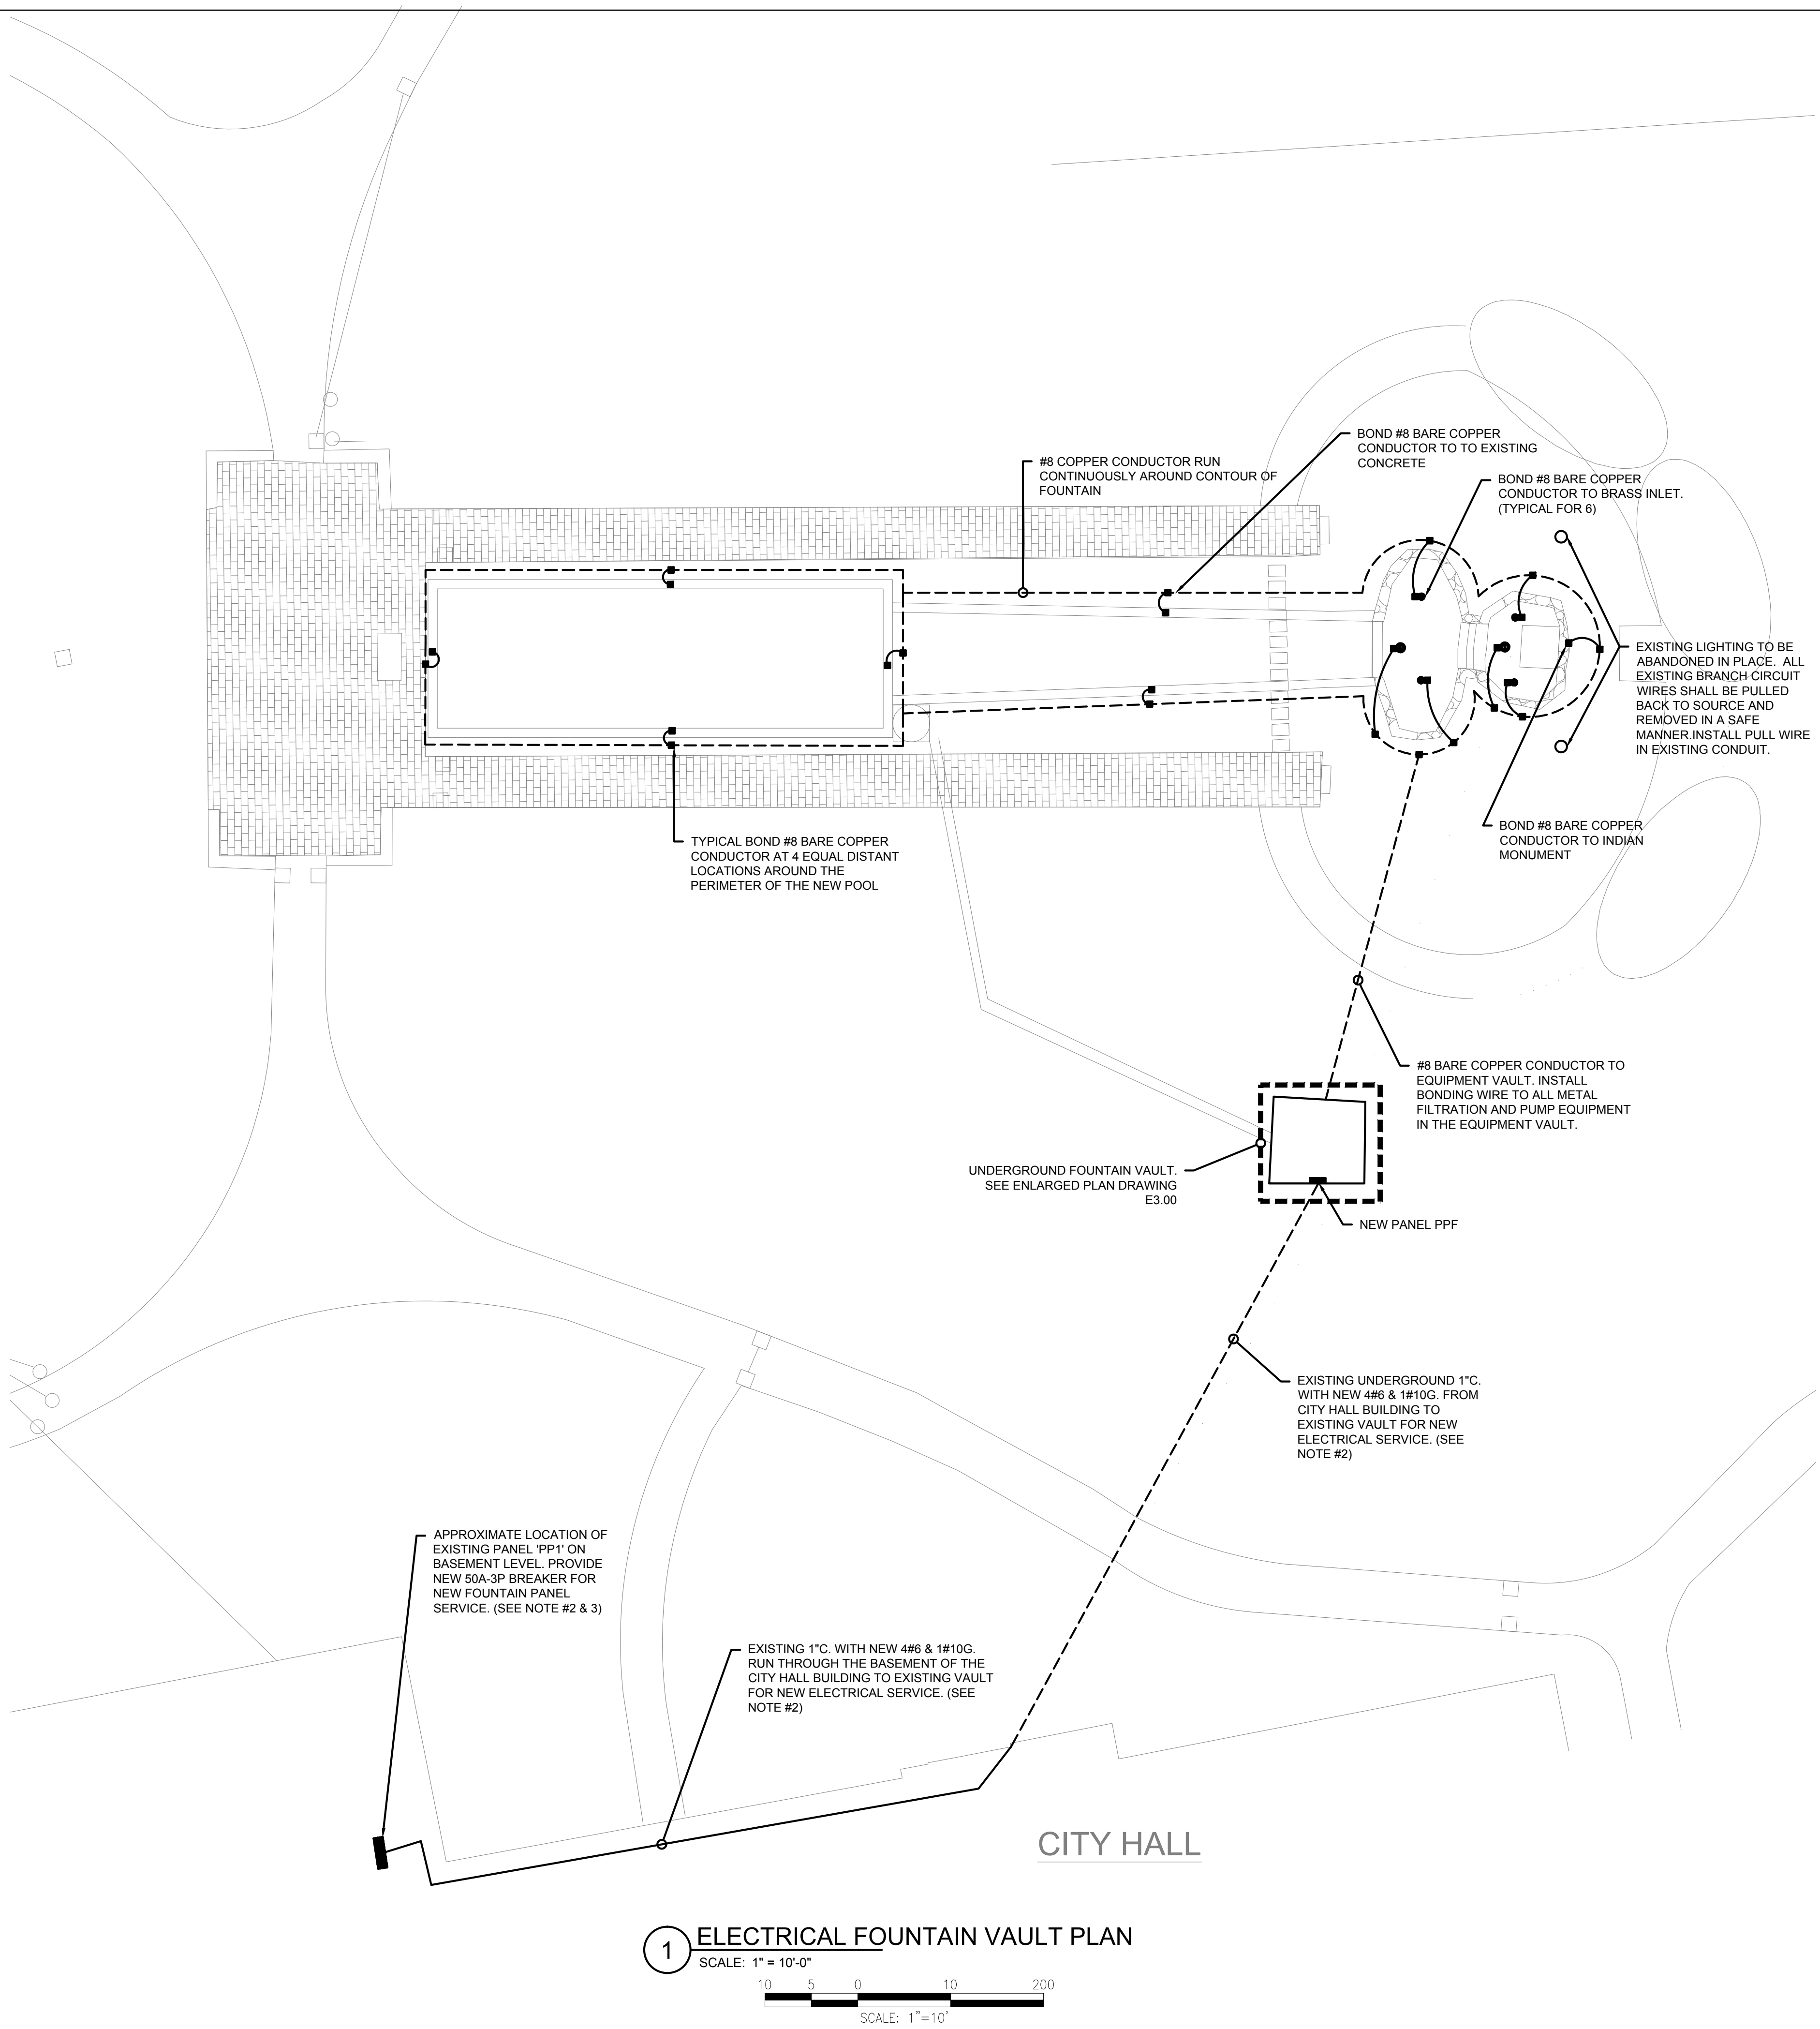 BOND #8 BARE COPPER
CONDUCTOR TO TO EXISTING
CONCRETE
#8 COPPER CONDUCTOR RUN
CONTINUOUSLY AROUND CONTOUR OF
FOUNTAIN
BOND #8 BARE COPPER
CONDUCTOR TO BRASS INLET.
(TYPICAL FOR 6)
EXISTING LIGHTING TO BE
ABANDONED IN PLACE. ALL
EXISTING BRANCH CIRCUIT
WIRES SHALL BE PULLED
BACK TO SOURCE AND
REMOVED IN A SAFE
MANNER.INSTALL PULL WIRE
IN EXISTING CONDUIT.
BOND #8 BARE COPPER
CONDUCTOR TO INDIAN
MONUMENT
TYPICAL BOND #8 BARE COPPER
CONDUCTOR AT 4 EQUAL DISTANT
LOCATIONS AROUND THE
PERIMETER OF THE NEW POOL
#8 BARE COPPER CONDUCTOR TO
EQUIPMENT VAULT. INSTALL
BONDING WIRE TO ALL METAL
FILTRATION AND PUMP EQUIPMENT
IN THE EQUIPMENT VAULT.
UNDERGROUND FOUNTAIN VAULT.
SEE ENLARGED PLAN DRAWING
E3.00
NEW PANEL PPF
EXISTING UNDERGROUND 1"C.
WITH NEW 4#6 & 1#10G. FROM
CITY HALL BUILDING TO
EXISTING VAULT FOR NEW
ELECTRICAL SERVICE. (SEE
NOTE #2)
APPROXIMATE LOCATION OF
EXISTING PANEL 'PP1' ON
BASEMENT LEVEL. PROVIDE
NEW 50A-3P BREAKER FOR
NEW FOUNTAIN PANEL
SERVICE. (SEE NOTE #2 & 3)
EXISTING 1"C. WITH NEW 4#6 & 1#10G.
RUN THROUGH THE BASEMENT OF THE
CITY HALL BUILDING TO EXISTING VAULT
FOR NEW ELECTRICAL SERVICE. (SEE
NOTE #2)
CITY HALL
1 ELECTRICAL FOUNTAIN VAULT PLAN
SCALE: 1" = 10'-0"
10 5 0 10 200
SCALE: 1"=10'